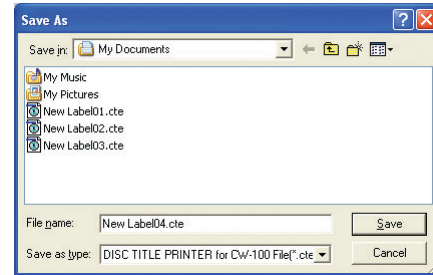 Save As
Save in: My Documents
My Music
My Pictures
New Label01.cte
New Label02.cte
New Label03.cte
File name: New Label04.cte Save
Save as type: DISC TITLE PRINTER for CW-100 File(*.cte Cancel